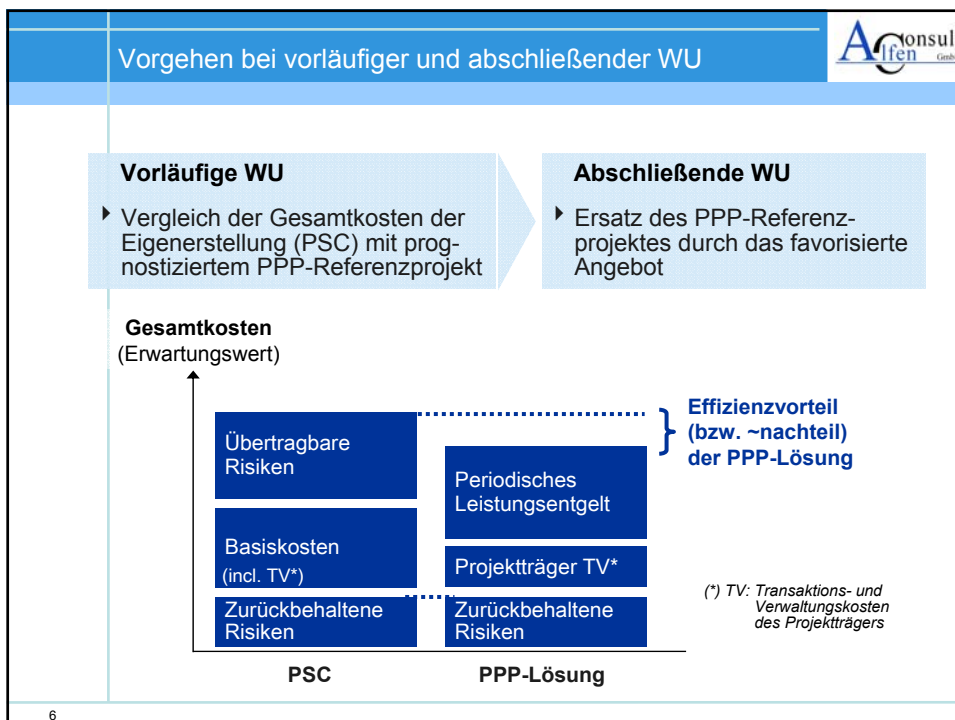 Vorgehen bei vorläufiger und abschließender WU
Alfen
Consul
GmbH
Vorläufige WU
Vergleich der Gesamtkosten der
Eigenerstellung (PSC) mit prog-
nostiziertem PPP-Referenzprojekt
Abschließende WU
Ersatz des PPP-Referenz-
projektes durch das favorisierte
Angebot
Gesamtkosten
(Erwartungswert)
Übertragbare
Risiken
Basiskosten
(incl. TV*)
Zurückbehaltene
Risiken
Periodisches
Leistungsentgelt
Projektträger TV*
Zurückbehaltene
Risiken
Effizienzvorteil
(bzw. ~nachteil)
der PPP-Lösung
(*) TV: Transaktions- und
Verwaltungskosten
des Projektträgers
PSC
PPP-Lösung
6